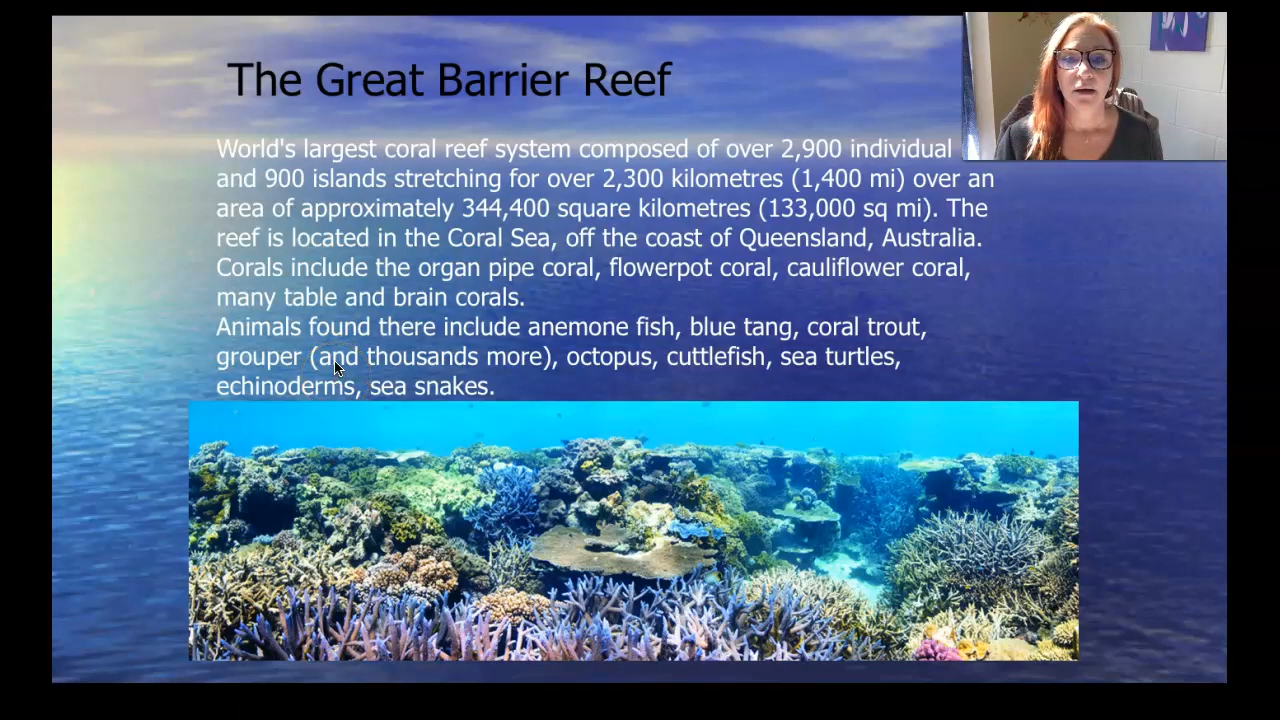 The Great Barrier Reef
World's largest coral reef system composed of over 2,900 individual
and 900 islands stretching for over 2,300 kilometres (1,400 mi) over an
area of approximately 344,400 square kilometres (133,000 sq mi). The
reef is located in the Coral Sea, off the coast of Queensland, Australia.
Corals include the organ pipe coral, flowerpot coral, cauliflower coral,
many table and brain corals.
Animals found there include anemone fish, blue tang, coral trout,
grouper (and thousands more), octopus, cuttlefish, sea turtles,
echinoderms, sea snakes.